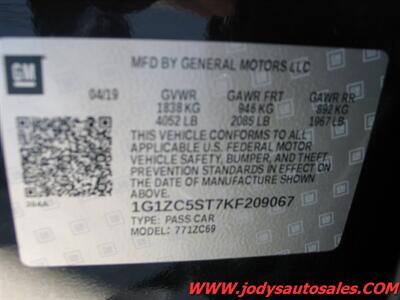 GM
MFD BY GENERAL MOTORS LLC
04/19 GVWR GAWR FRT GAWR RR
1838 KG 946 KG 892 KG
4052 LB 2085 LB 1967 LB
THIS VEHICLE CONFORMS TO ALL
APPLICABLE U.S. FEDERAL MOTOR
VEHICLE SAFETY, BUMPER, AND THEFT
PREVENTION STANDARDS IN EFFECT ON
THE DATE OF MANUFACTURE SHOWN
ABOVE.
1G1ZC5ST7KF209067
TYPE: PASS CAR
MODEL: 771ZC69
www.jodysautosales.com